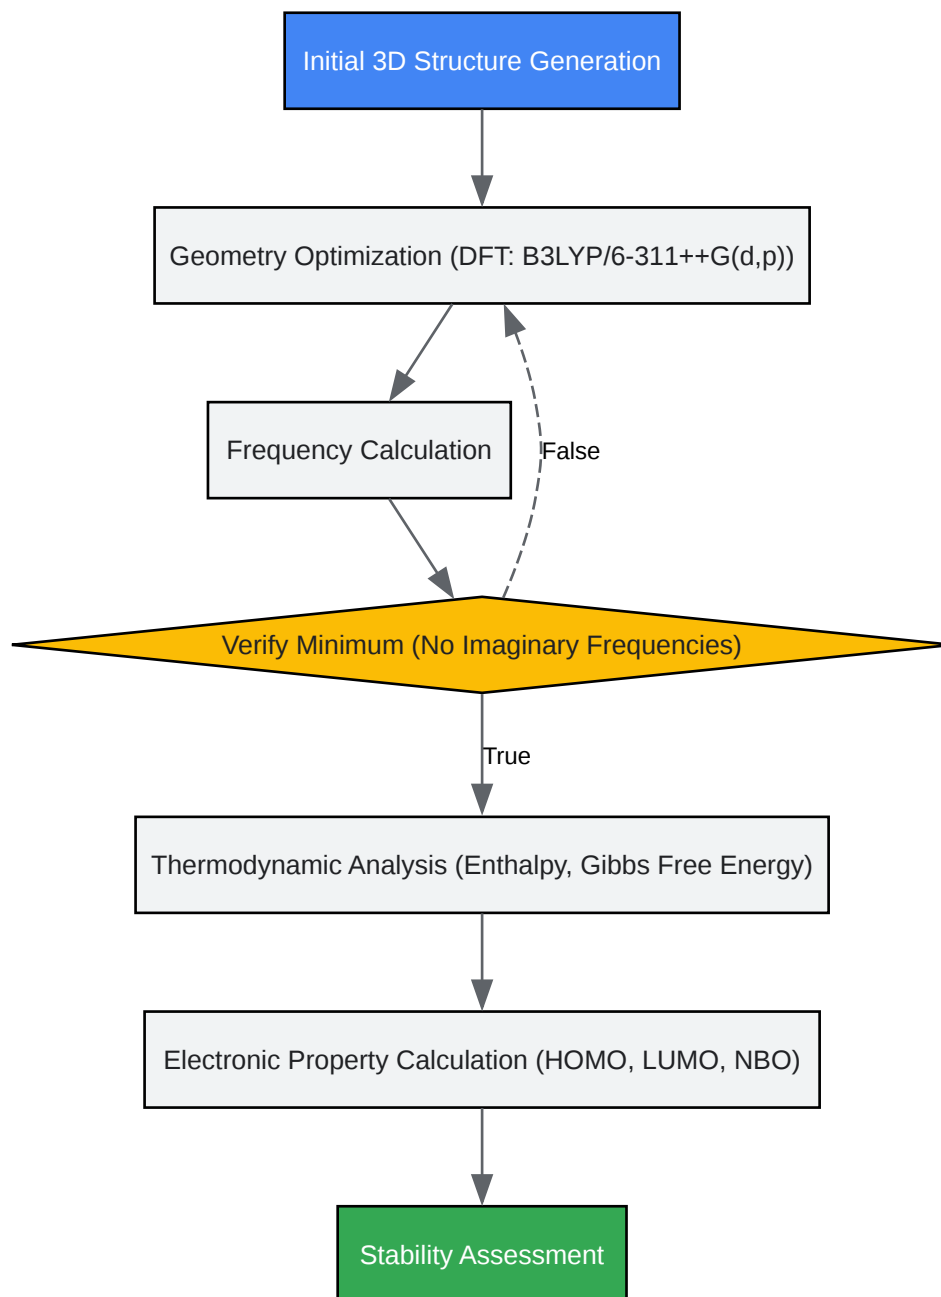 Initial 3D Structure Generation
Geometry Optimization (DFT: B3LYP/6-311++G(d,p))
Frequency Calculation
False
Verify Minimum (No Imaginary Frequencies)
True
Thermodynamic Analysis (Enthalpy, Gibbs Free Energy)
Electronic Property Calculation (HOMO, LUMO, NBO)
Stability Assessment